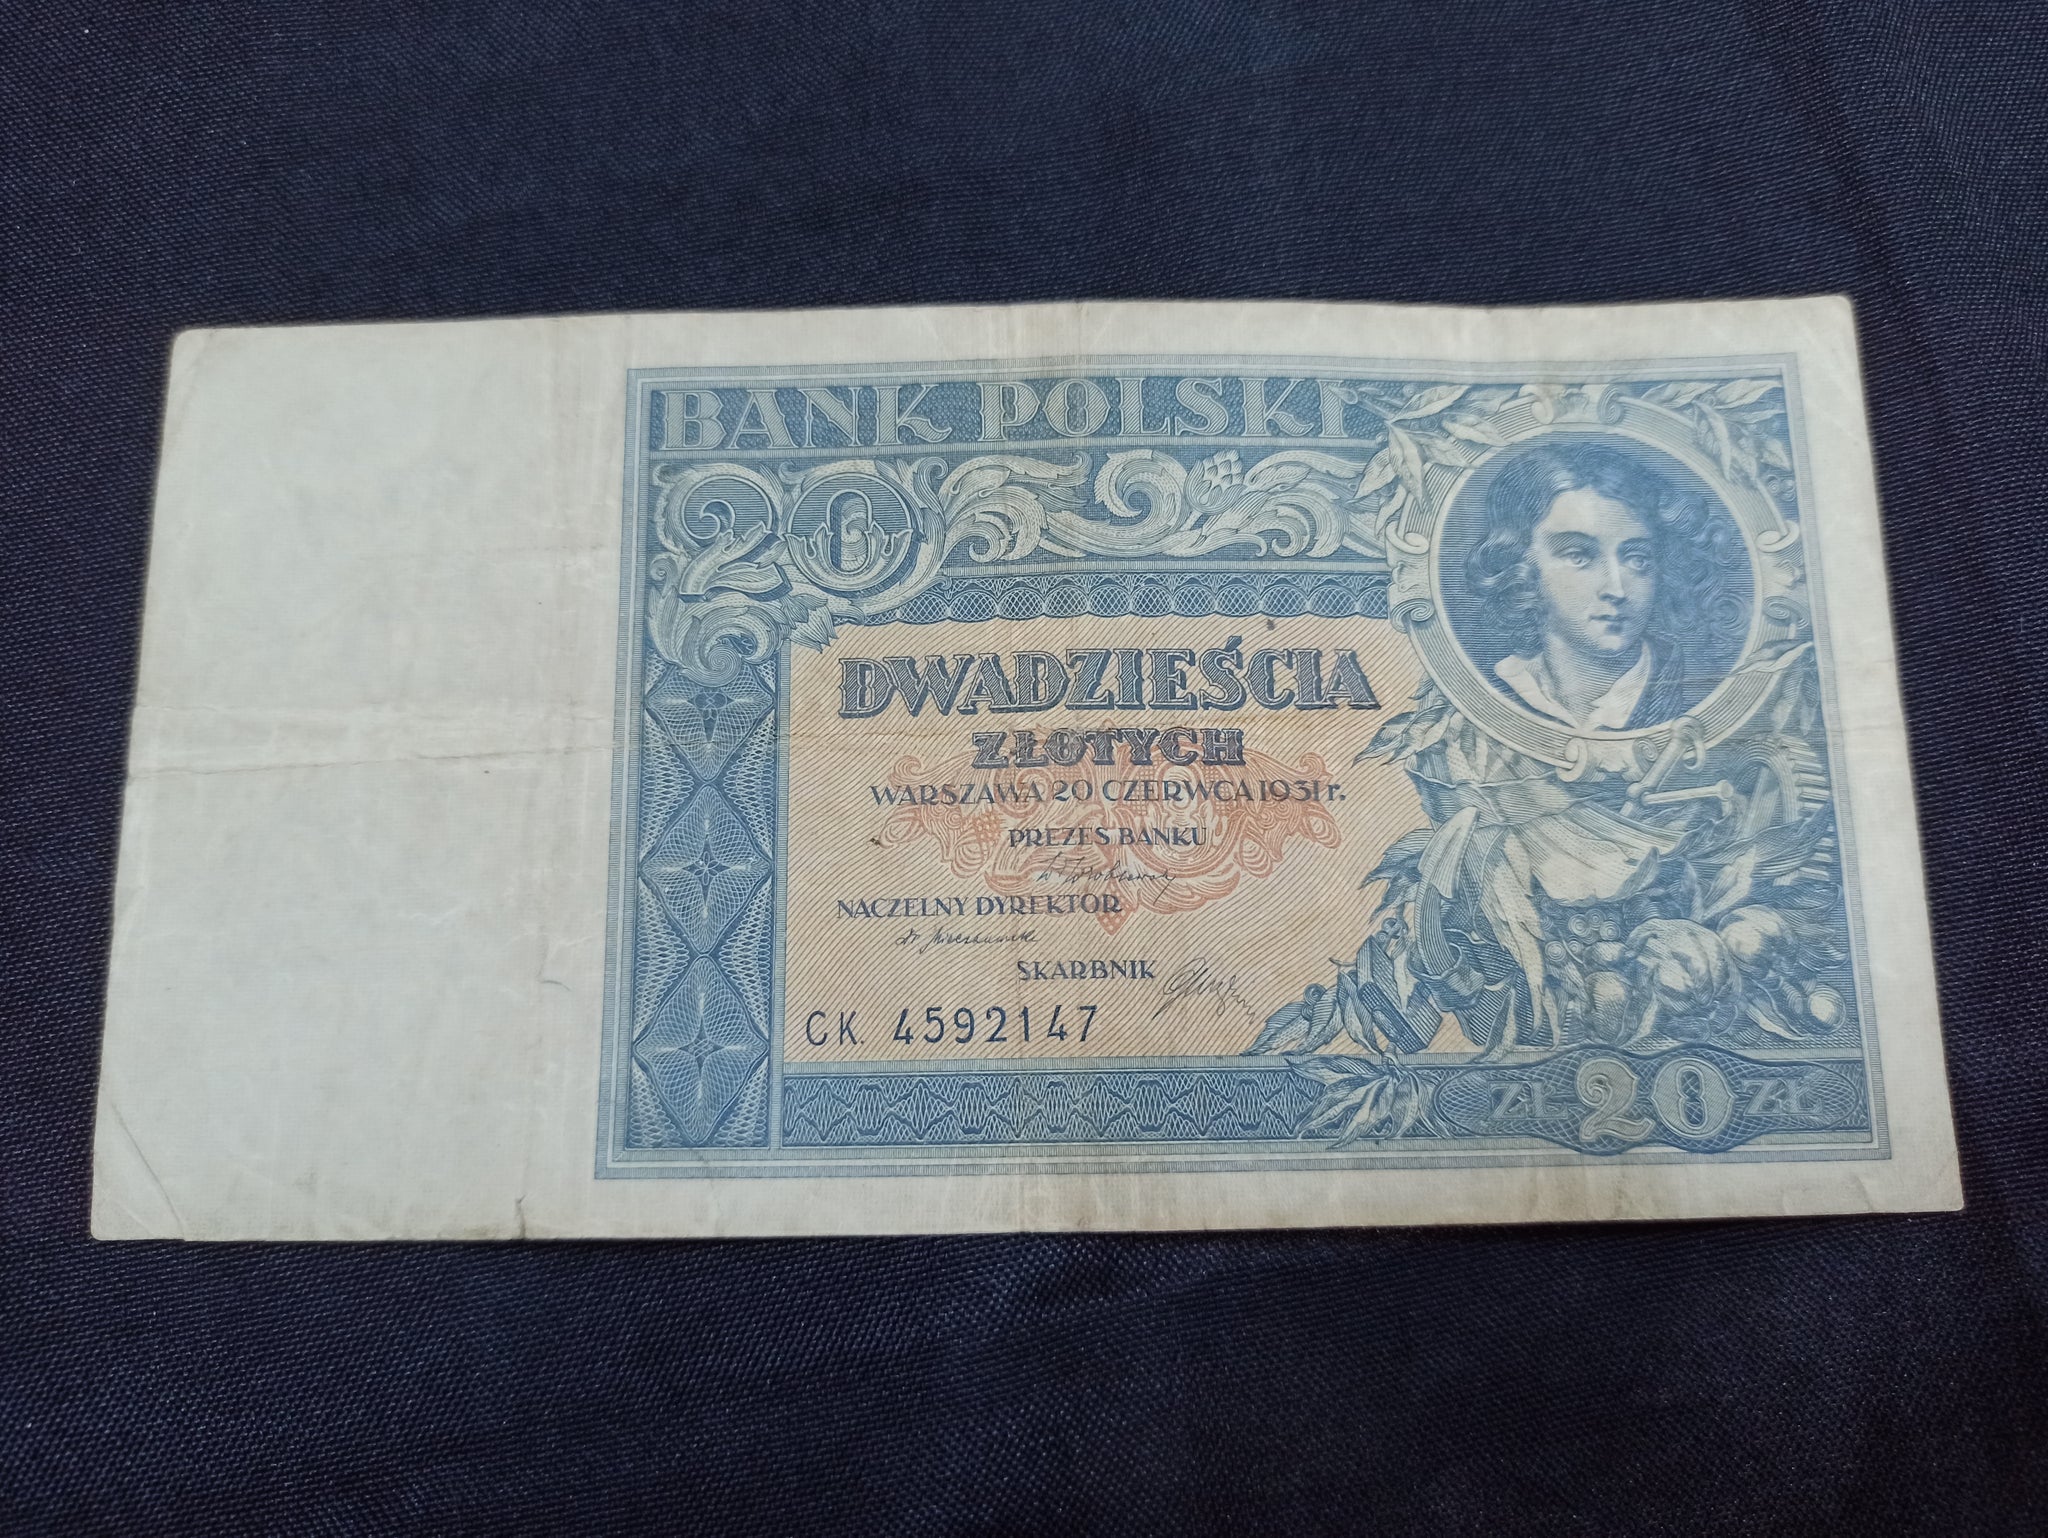 BANK POLSKI
20
DWADZIEŚCIA
ZŁOTYCH
WARSZAWA 20 CZERWCA 1931 r.
PREZES BANKU
NACZELNY DYREKTOR
SKARBNIK
CK. 4592147
ZŁ 20 ZŁ